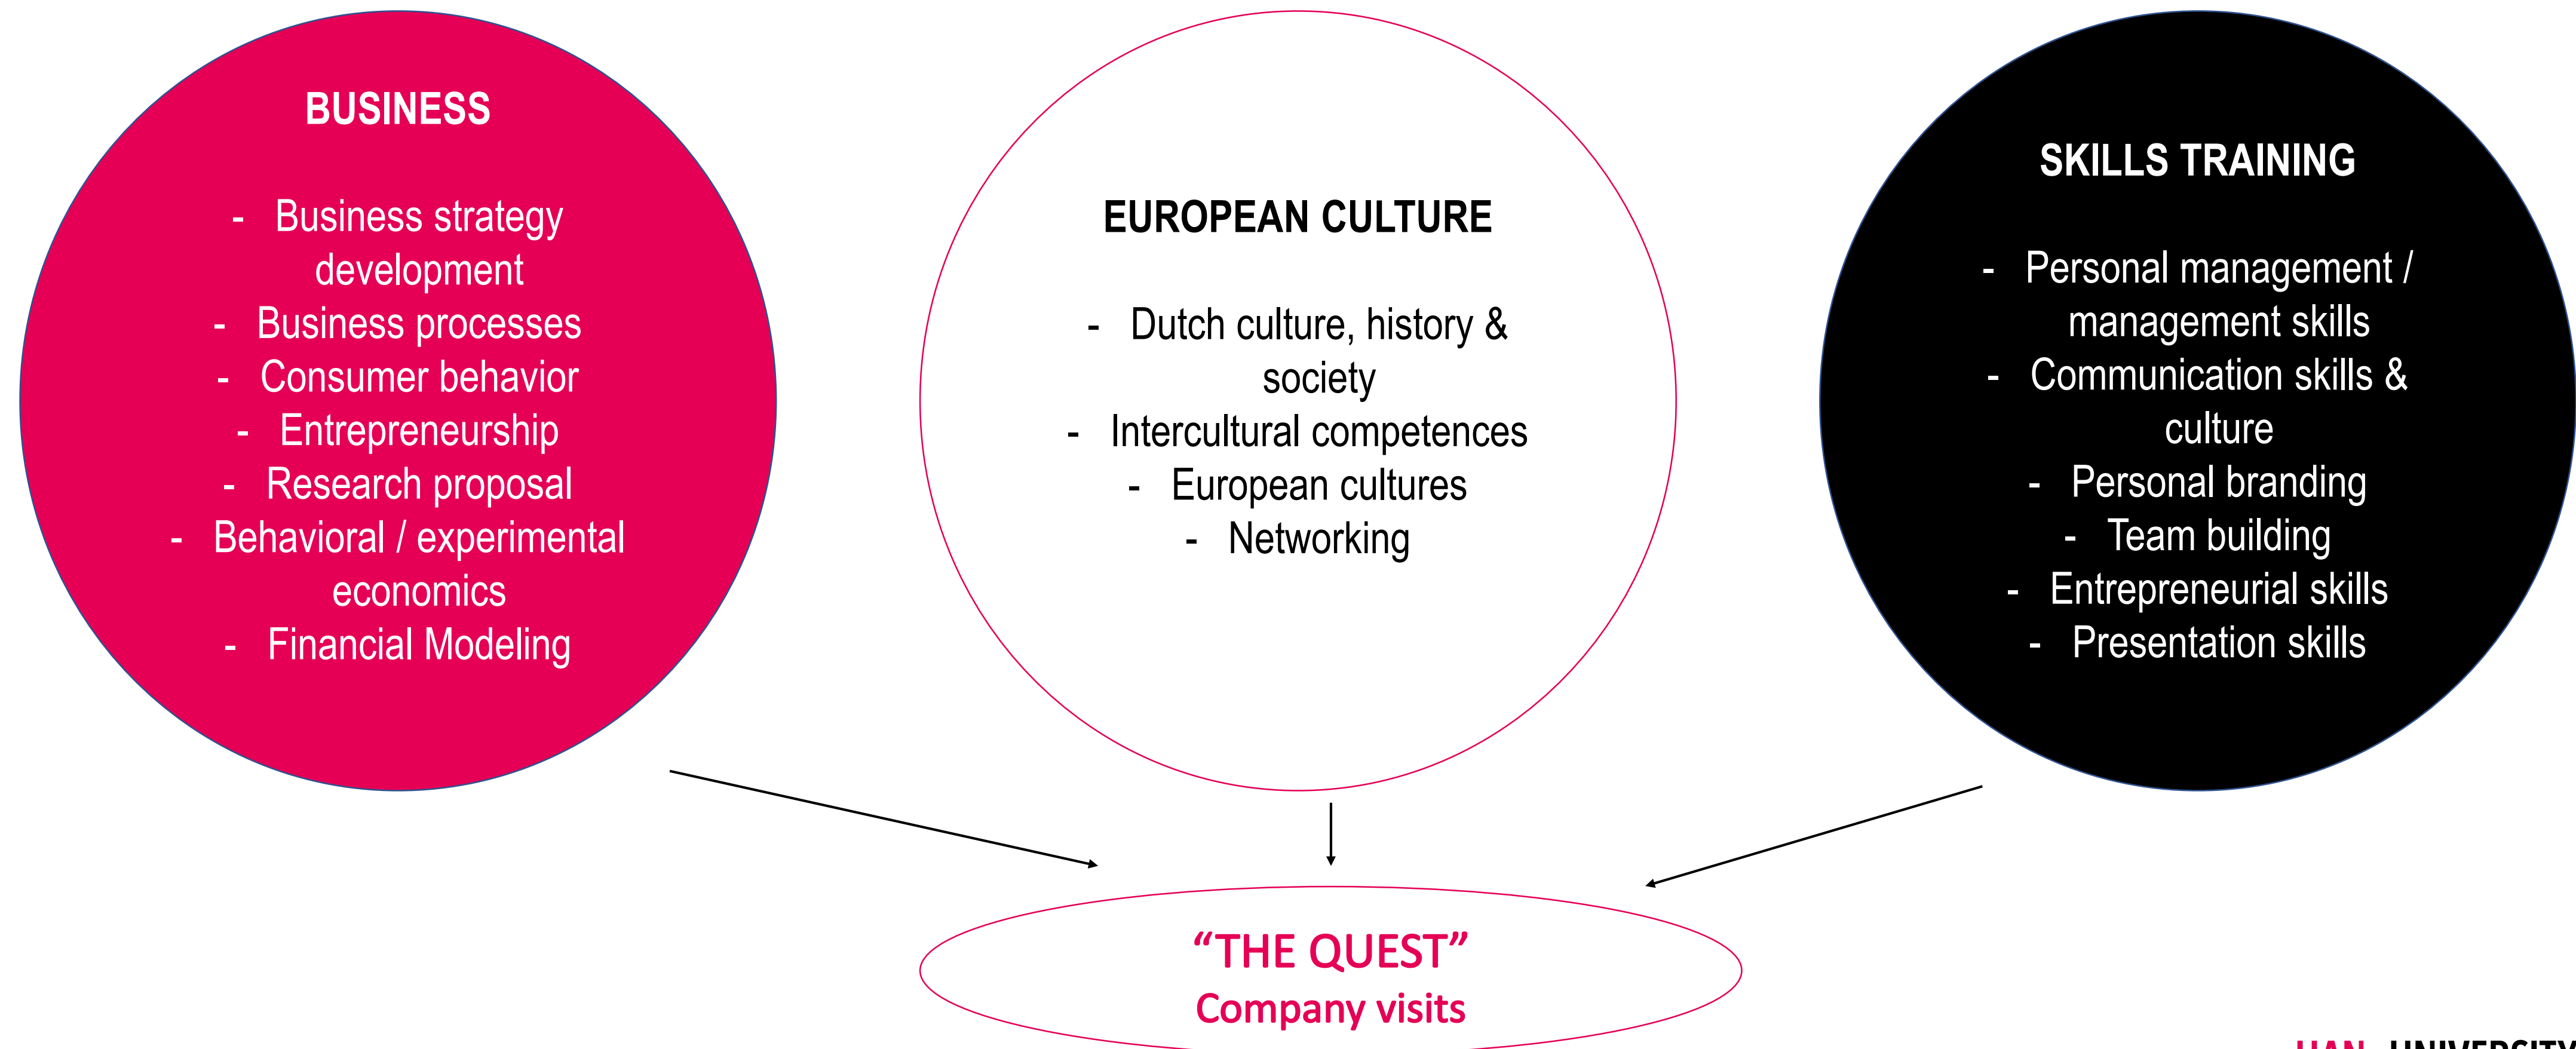 BUSINESS
- Business strategy
development
- Business processes
- Consumer behavior
- Entrepreneurship
- Research proposal
- Behavioral / experimental
economics
- Financial Modeling
EUROPEAN CULTURE
- Dutch culture, history &
society
- Intercultural competences
- European cultures
- Networking
SKILLS TRAINING
- Personal management /
management skills
- Communication skills &
culture
- Personal branding
- Team building
- Entrepreneurial skills
- Presentation skills
“THE QUEST”
Company visits
HAN UNIVERSITY